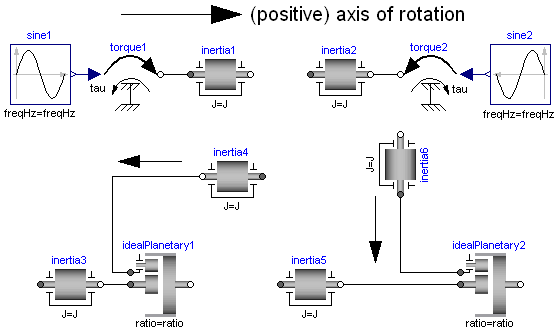 (positive) axis of rotation
sine1
torque1
inertia1
inertia2
torque2
sine2
tau
tau
freqHz=freqHz
J=J
J=J
freqHz=freqHz
inertia4
J=J
J=J
inertia6
inertia3
idealPlanetary1
inertia5
idealPlanetary2
J=J
ratio=ratio
J=J
ratio=ratio